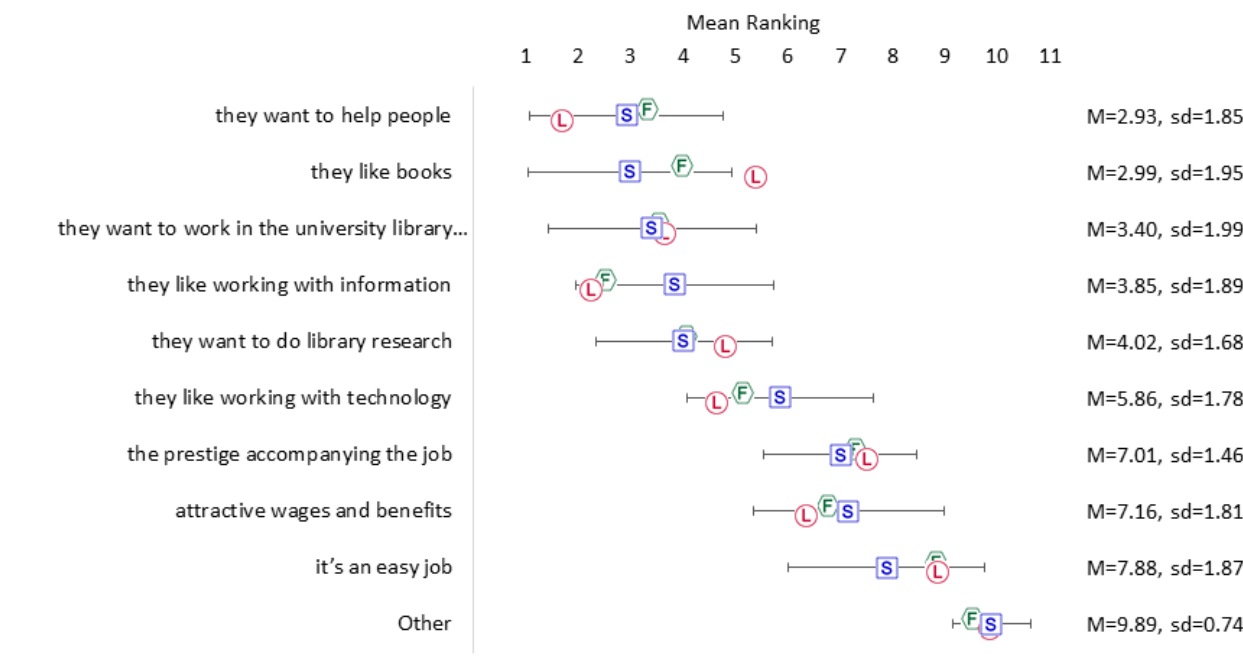 Mean Ranking
1 2 3 4 5 6 7 8 9 10 11
they want to help people L S F M=2.93, sd=1.85
they like books S F L M=2.99, sd=1.95
they want to work in the university library... S M=3.40, sd=1.99
they like working with information L F S M=3.85, sd=1.89
they want to do library research S L M=4.02, sd=1.68
they like working with technology L F S M=5.86, sd=1.78
the prestige accompanying the job S F L M=7.01, sd=1.46
attractive wages and benefits L F S M=7.16, sd=1.81
it's an easy job S F L M=7.88, sd=1.87
Other F S M=9.89, sd=0.74